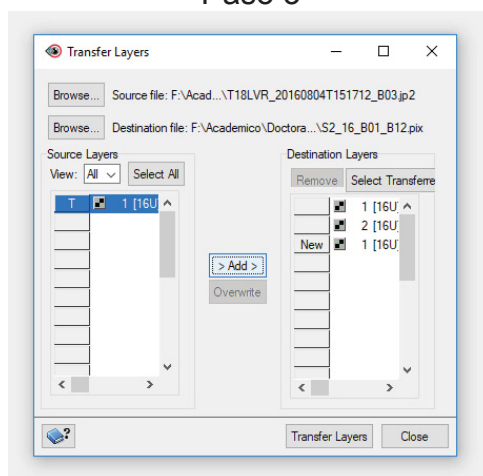 Transfer Layers
Browse... Source file: F:\Acad...\T18LVR_20160804T151712_B03.jp2
Browse... Destination file: F:\Academico\Doctora...\S2_16_B01_B12.pix
Source Layers
View: All Select All
T 1 [16U
Destination Layers
Remove Select Transferre
1 [16U]
2 [16U]
New 1 [16U]
> Add >
Overwrite
Transfer Layers Close